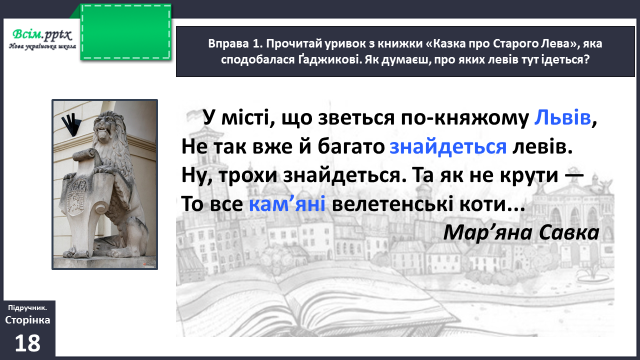 Всім.pptx
Нова українська школа
Вправа 1. Прочитай уривок з книжки «Казка про Старого Лева», яка
сподобалася Ґаджикові. Як думаєш, про яких левів тут ідеться?
У місті, що зветься по-княжому Львів,
Не так вже й багато знайдеться левів.
Ну, трохи знайдеться. Та як не крути —
То все кам’яні велетенські коти...
Мар’яна Савка
Підручник.
Сторінка
18